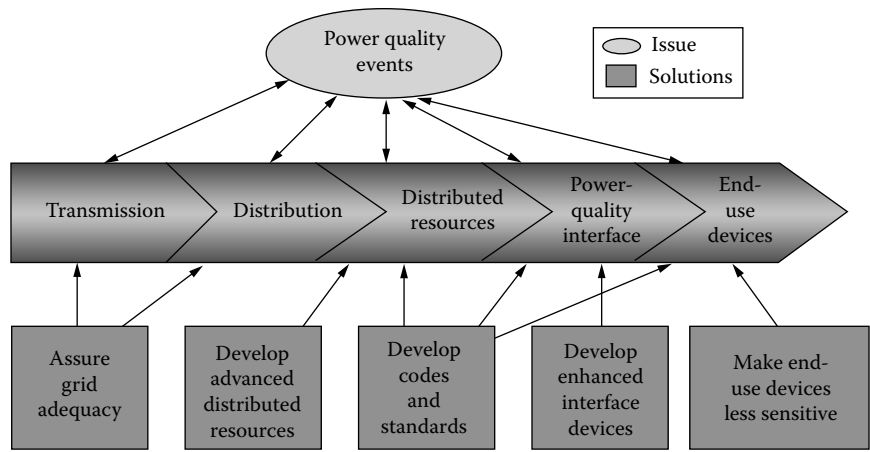 Power quality
events
Issue
Solutions
Transmission
Distribution
Distributed
resources
Power-
quality
interface
End-
use
devices
Assure
grid
adequacy
Develop
advanced
distributed
resources
Develop
codes
and
standards
Develop
enhanced
interface
devices
Make end-
use devices
less sensitive